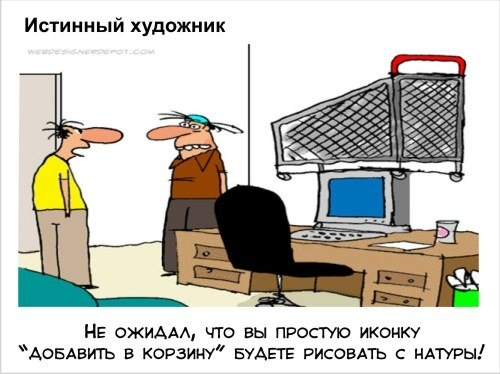 Истинный художник
WEBDESIGNERDEPOT.COM
Не ожидал, что вы простую иконку
"добавить в корзину" будете рисовать с натуры!